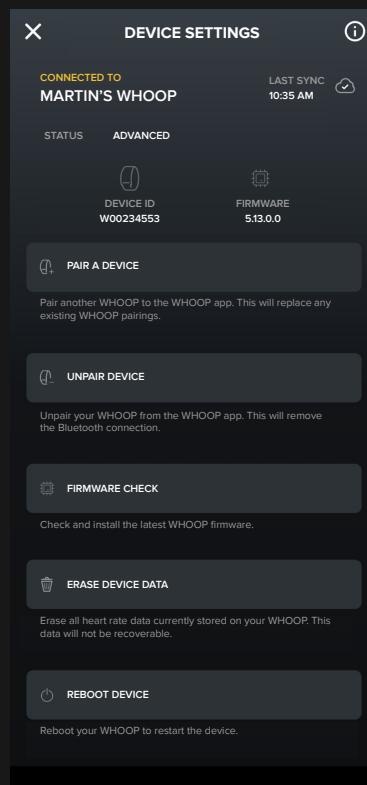 DEVICE SETTINGS
CONNECTED TO
MARTIN'S WHOOP
LAST SYNC
10:35 AM
STATUS ADVANCED
DEVICE ID
W00234553
FIRMWARE
5.13.0.0
PAIR A DEVICE
Pair another WHOOP to the WHOOP app. This will replace any
existing WHOOP pairings.
UNPAIR DEVICE
Unpair your WHOOP from the WHOOP app. This will remove
the Bluetooth connection.
FIRMWARE CHECK
Check and install the latest WHOOP firmware.
ERASE DEVICE DATA
Erase all heart rate data currently stored on your WHOOP. This
data will not be recoverable.
REBOOT DEVICE
Reboot your WHOOP to restart the device.